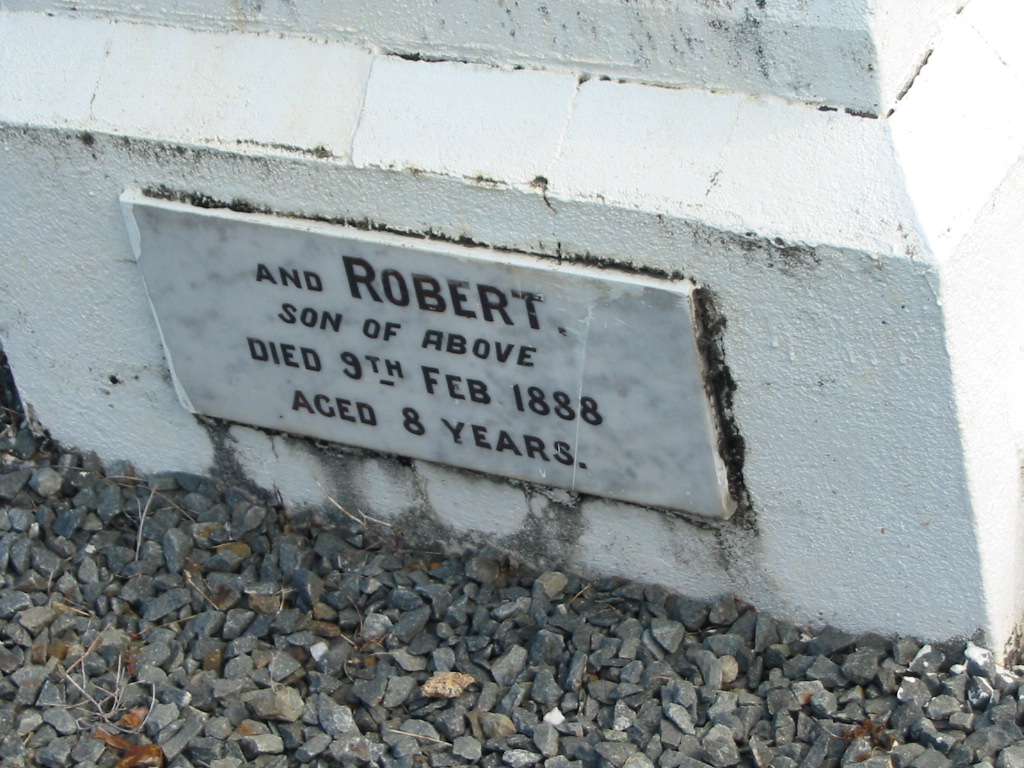 AND ROBERT.
SON OF ABOVE
DIED 9TH FEB 1888
AGED 8 YEARS.